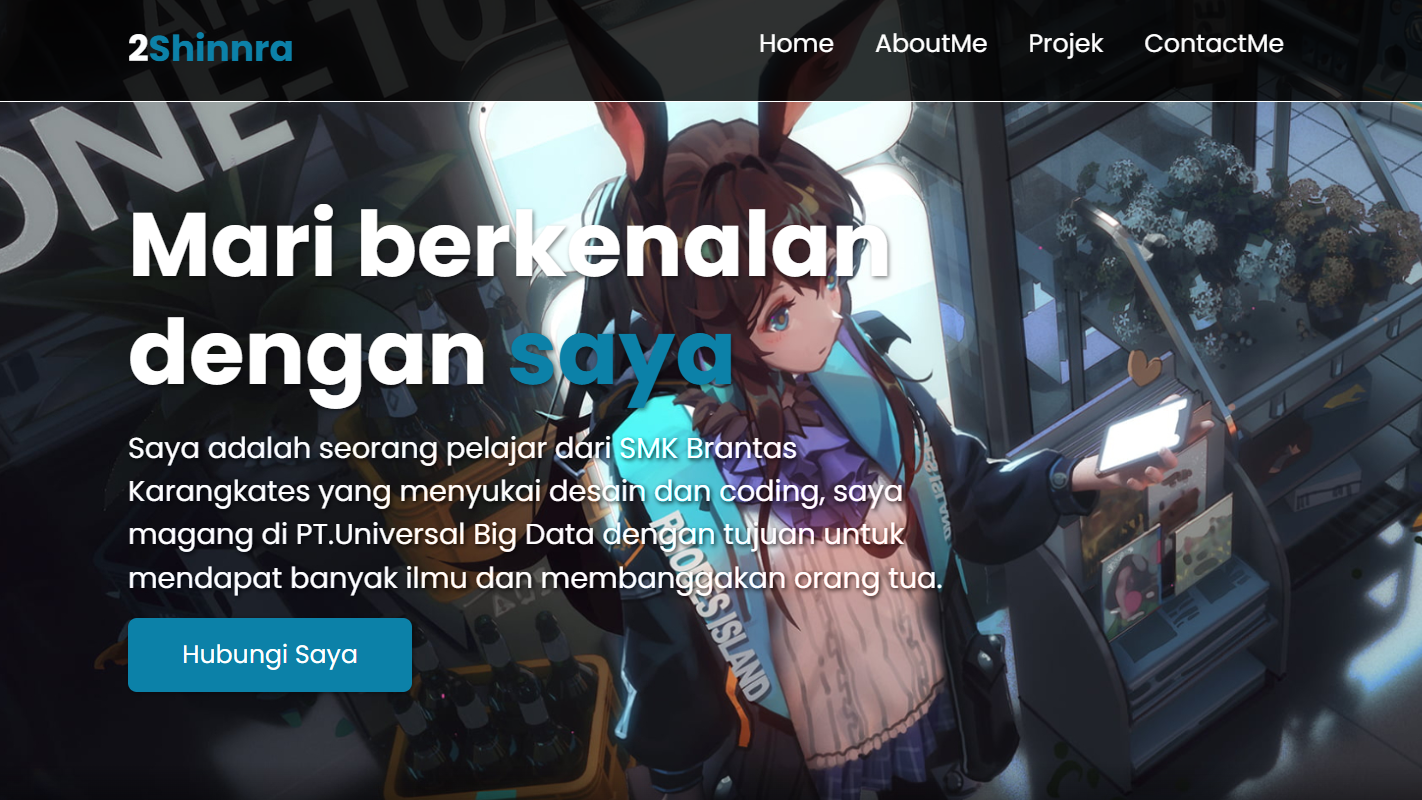 2Shinnra
Home AboutMe Projek ContactMe
Mari berkenalan
dengan saya
Saya adalah seorang pelajar dari SMK Brantas
Karangkates yang menyukai desain dan coding, saya
magang di PT.Universal Big Data dengan tujuan untuk
mendapat banyak ilmu dan membanggakan orang tua.
Hubungi Saya
RHODES ISLAND